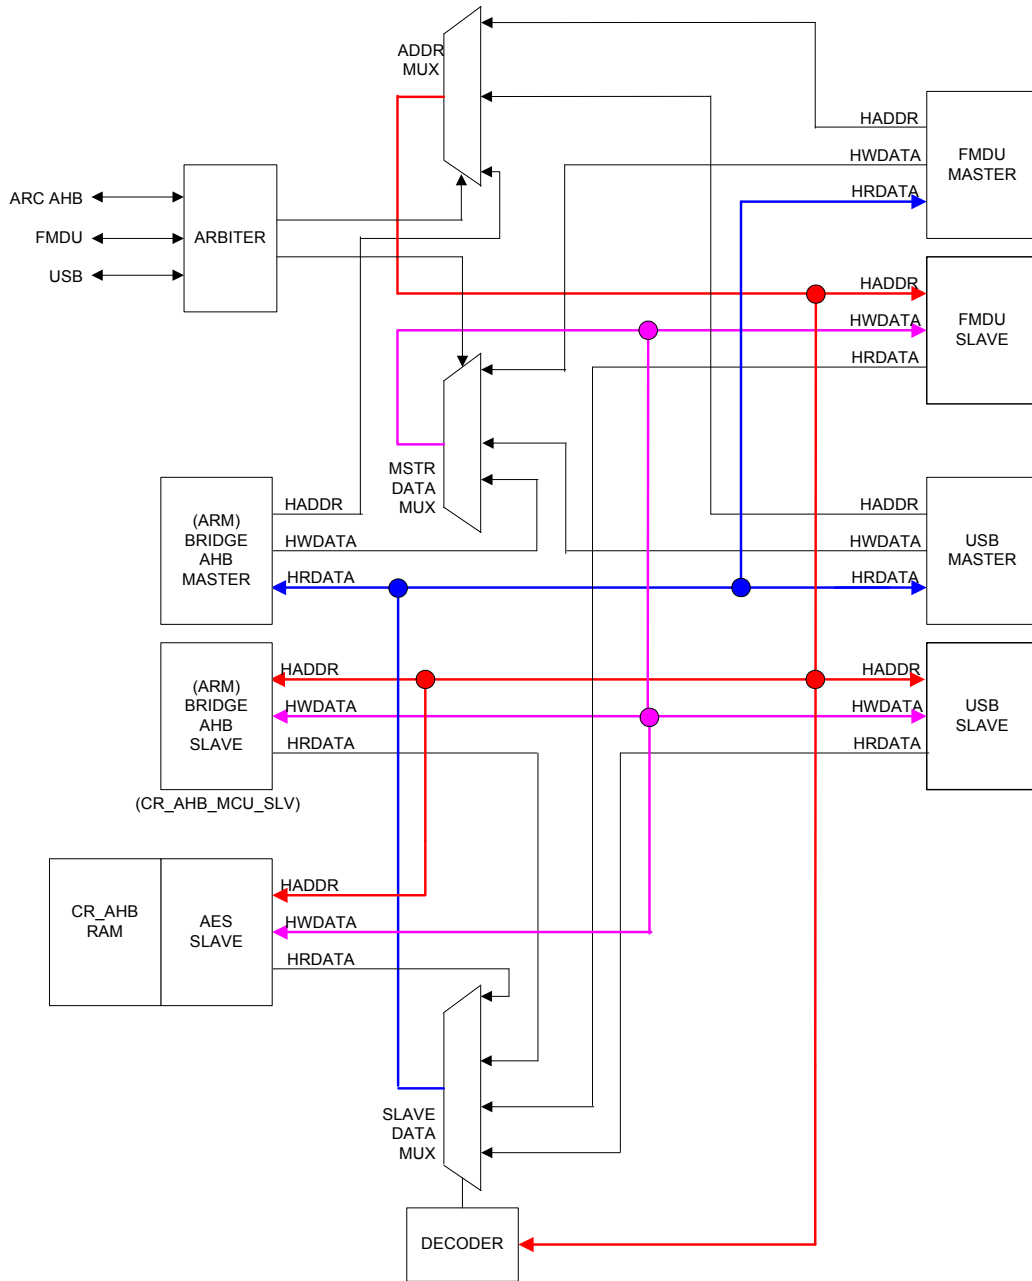 ADDR
MUX
HADDR
HWDATA
HRDATA
FMDU
MASTER
ARC AHB
FMDU
USB
ARBITER
HADDR
HWDATA
HRDATA
FMDU
SLAVE
MSTR
DATA
MUX
(ARM)
BRIDGE
AHB
MASTER
HADDR
HWDATA
HRDATA
HADDR
HWDATA
HRDATA
USB
MASTER
(ARM)
BRIDGE
AHB
SLAVE
HADDR
HWDATA
HRDATA
(CR_AHB_MCU_SLV)
HADDR
HWDATA
HRDATA
USB
SLAVE
CR_AHB
RAM
AES
SLAVE
HADDR
HWDATA
HRDATA
SLAVE
DATA
MUX
DECODER